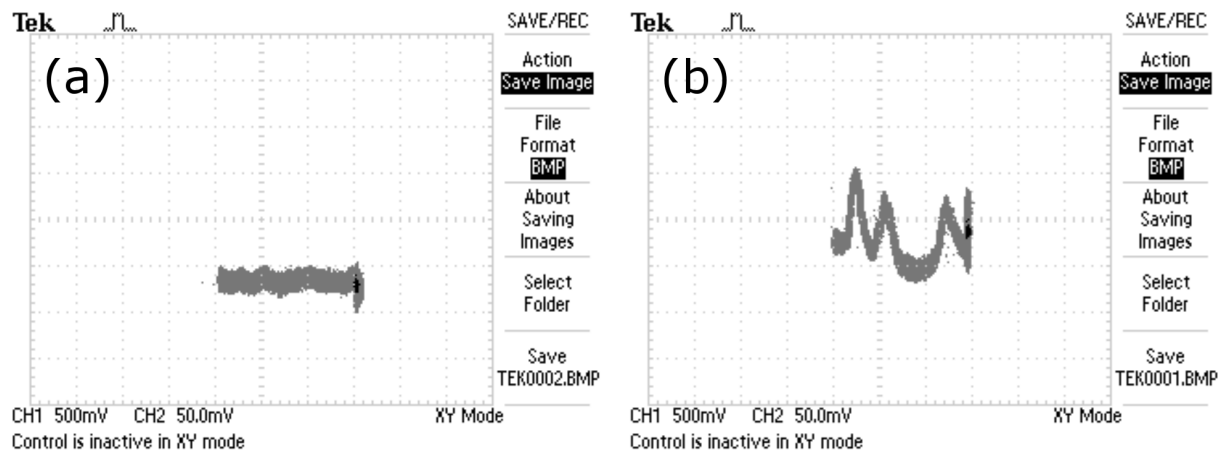 Tek
SAVE/REC
(a)
Action
Save Image
File
Format
BMP
About
Saving
Images
Select
Folder
Save
TEK0002.BMP
CH1 500mV CH2 50.0mV XY Mode
Control is inactive in XY mode
Tek
SAVE/REC
(b)
Action
Save Image
File
Format
BMP
About
Saving
Images
Select
Folder
Save
TEK0001.BMP
CH1 500mV CH2 50.0mV XY Mode
Control is inactive in XY mode